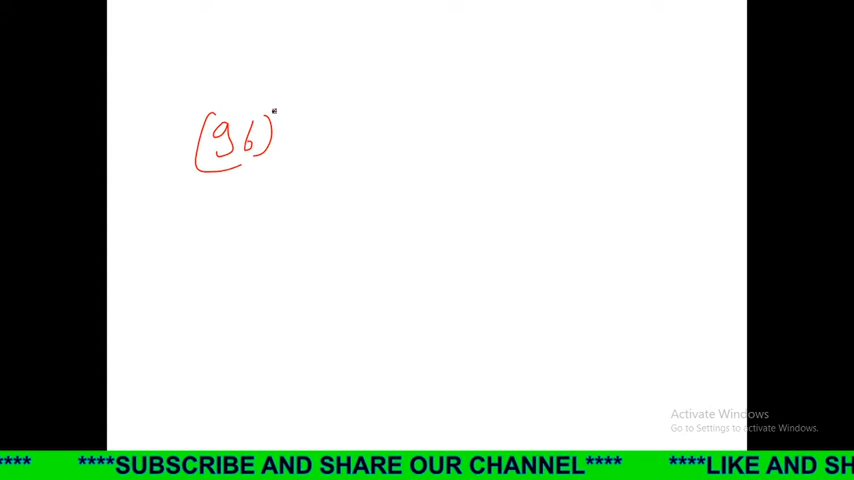 (96)
Activate Windows
Go to Settings to activate Windows.
**** ****SUBSCRIBE AND SHARE OUR CHANNEL**** ****LIKE AND SH